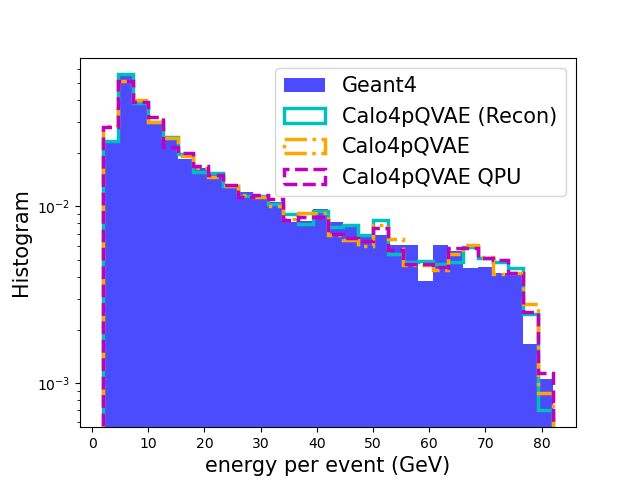 Geant4
Calo4pQVAE (Recon)
Calo4pQVAE
Calo4pQVAE QPU
Histogram
10^{-2}
10^{-3}
0 10 20 30 40 50 60 70 80
energy per event (GeV)